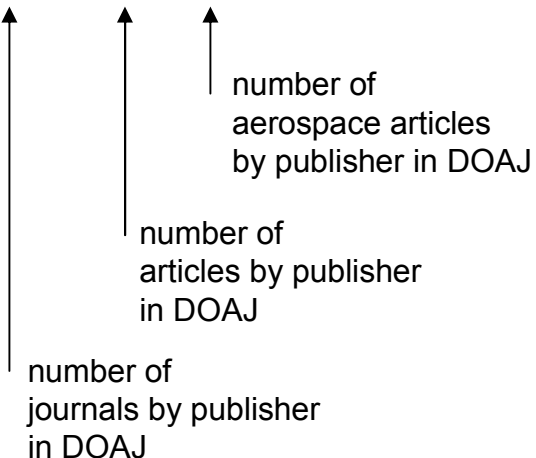 number of
aerospace articles
by publisher in DOAJ
number of
articles by publisher
in DOAJ
number of
journals by publisher
in DOAJ